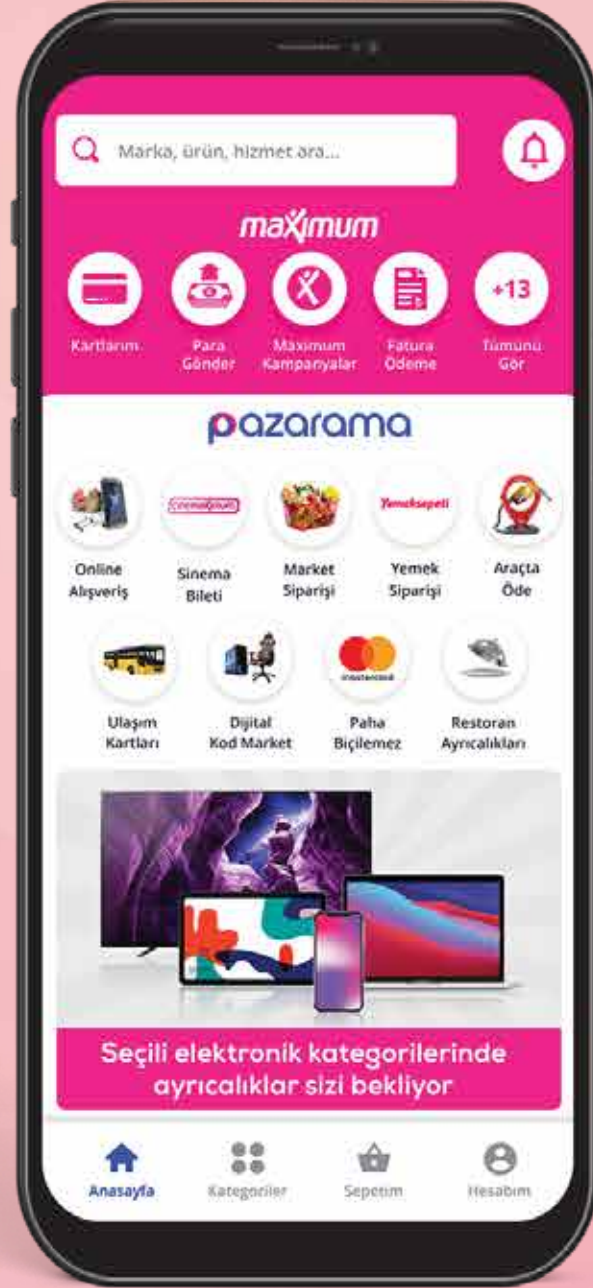 Marka, ürün, hizmet ara...
maximum
Kartlarım
Para
Gönder
Maximum
Kampanyalar
Fatura
Ödeme
+13
Tümünü
Gör
pazarama
cinemaximum
Yemeksepeti
Online
Alışveriş
Sinema
Bileti
Market
Siparişi
Yemek
Siparişi
Araçta
Öde
mastercard
Ulaşım
Kartları
Dijital
Kod Market
Paha
Biçilemez
Restoran
Ayrıcalıkları
Seçili elektronik kategorilerinde
ayrıcalıklar sizi bekliyor
Anasayfa
Kategoriler
Sepetim
Hesabım